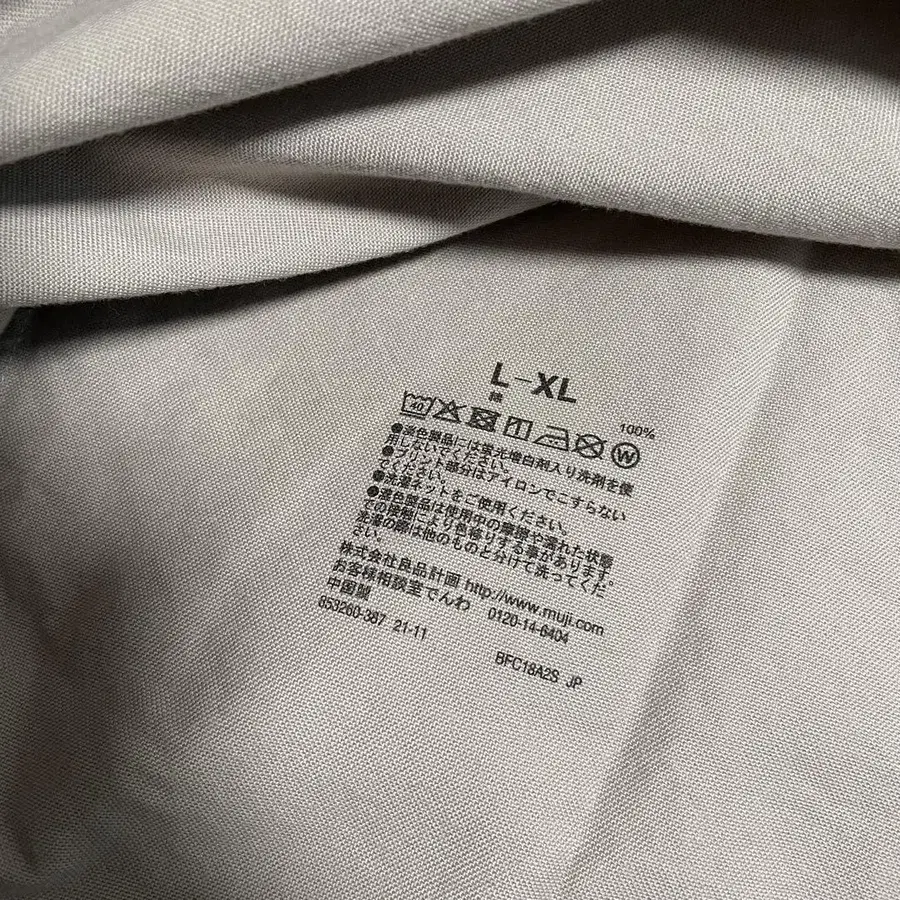 L-XL
綿 100%
40 W
●淡色製品には蛍光増白剤入り洗剤を使
用しないでください。
●プリント部分はアイロンでこすらない
でください。
●洗濯ネットをご使用ください。
●濃色製品は使用中の摩擦や濡れた状態
での接触により色移りする事があります。
洗濯の際は他のものと分けて洗ってくだ
さい。
株式会社良品計画 http://www.muji.com
お客様相談室でんわ 0120-14-6404
中国製
653260-387 21-11
BFC18A2S JP